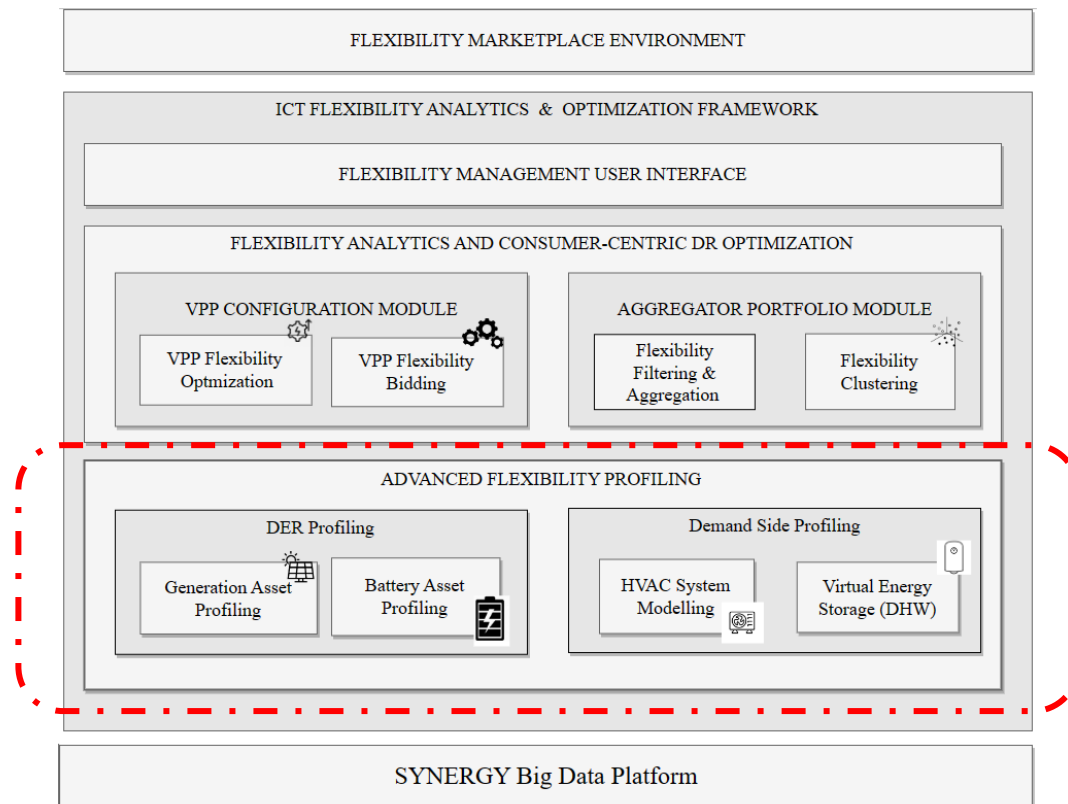 FLEXIBILITY MARKETPLACE ENVIRONMENT
ICT FLEXIBILITY ANALYTICS & OPTIMIZATION FRAMEWORK
FLEXIBILITY MANAGEMENT USER INTERFACE
FLEXIBILITY ANALYTICS AND CONSUMER-CENTRIC DR OPTIMIZATION
VPP CONFIGURATION MODULE
VPP Flexibility
Optmization
VPP Flexibility
Bidding
AGGREGATOR PORTFOLIO MODULE
Flexibility
Filtering &
Aggregation
Flexibility
Clustering
ADVANCED FLEXIBILITY PROFILING
DER Profiling
Generation Asset
Profiling
Battery Asset
Profiling
Demand Side Profiling
HVAC System
Modelling
Virtual Energy
Storage (DHW)
SYNERGY Big Data Platform